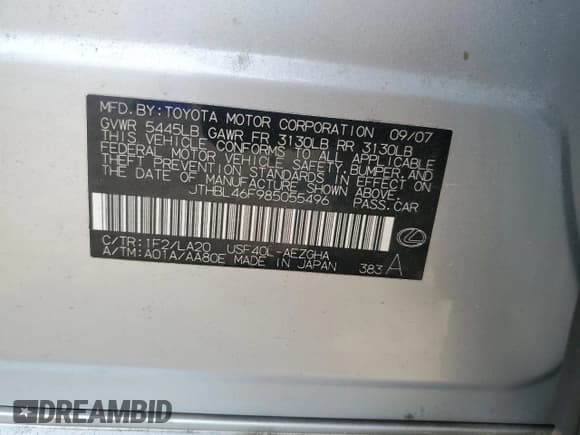 MFD. BY: TOYOTA MOTOR CORPORATION 09/07
GVWR 5445LB GAWR FR 3130LB RR 3130LB
THIS VEHICLE CONFORMS TO ALL APPLICABLE
FEDERAL MOTOR VEHICLE SAFETY, BUMPER, AND
THEFT PREVENTION STANDARDS IN EFFECT ON
THE DATE OF MANUFACTURE SHOWN ABOVE.
JTHBL46F985055496 PASS. CAR
C/TR: 1F2/LA20 USF40L-AEZGHA
A/TM: A01A/AA80E MADE IN JAPAN 383 A
DREAMBID